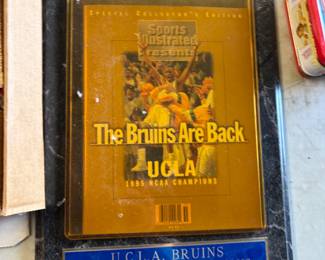 SPECIAL COLLECTOR'S EDITION
Sports
Illustrated
Presents
The Bruins Are Back
UCLA
1995 NCAA CHAMPIONS
U.C.L.A. BRUINS